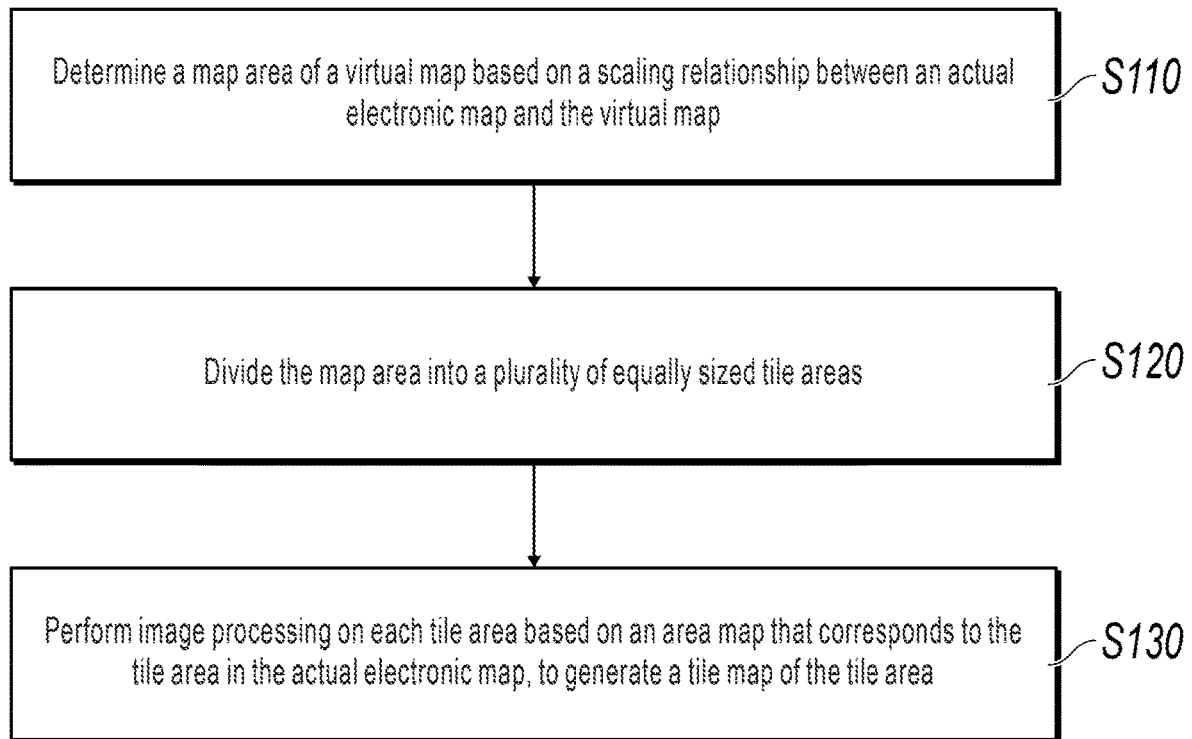 Determine a map area of a virtual map based on a scaling relationship between an actual
electronic map and the virtual map
S110
Divide the map area into a plurality of equally sized tile areas
S120
Perform image processing on each tile area based on an area map that corresponds to the
tile area in the actual electronic map, to generate a tile map of the tile area
S130